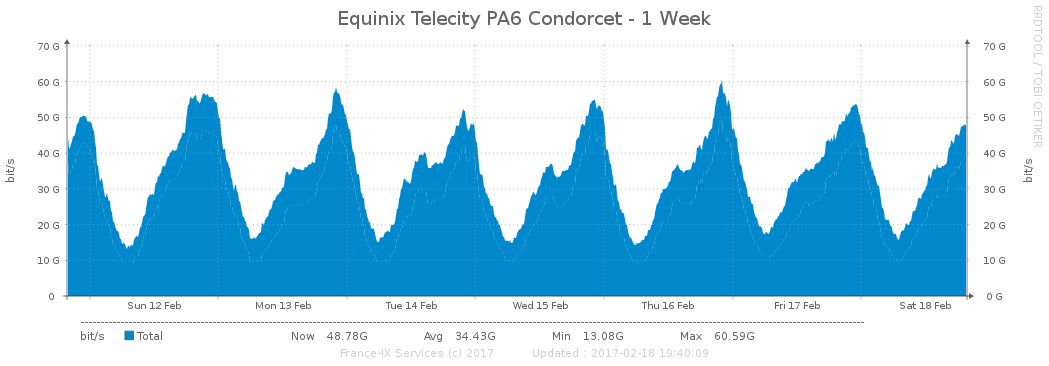 Equinix Telecity PA6 Condorcet - 1 Week
RRDTOOL / TOBI OETIKER
bit/s
70 G 70 G
60 G 60 G
50 G 50 G
40 G 40 G
30 G 30 G
20 G 20 G
10 G 10 G
0 0 G
bit/s
Sun 12 Feb Mon 13 Feb Tue 14 Feb Wed 15 Feb Thu 16 Feb Fri 17 Feb Sat 18 Feb
bit/s Total Now 48.78G Avg 34.43G Min 13.08G Max 60.59G
France-IX Services (c) 2017 Updated : 2017-02-18 19:40:09